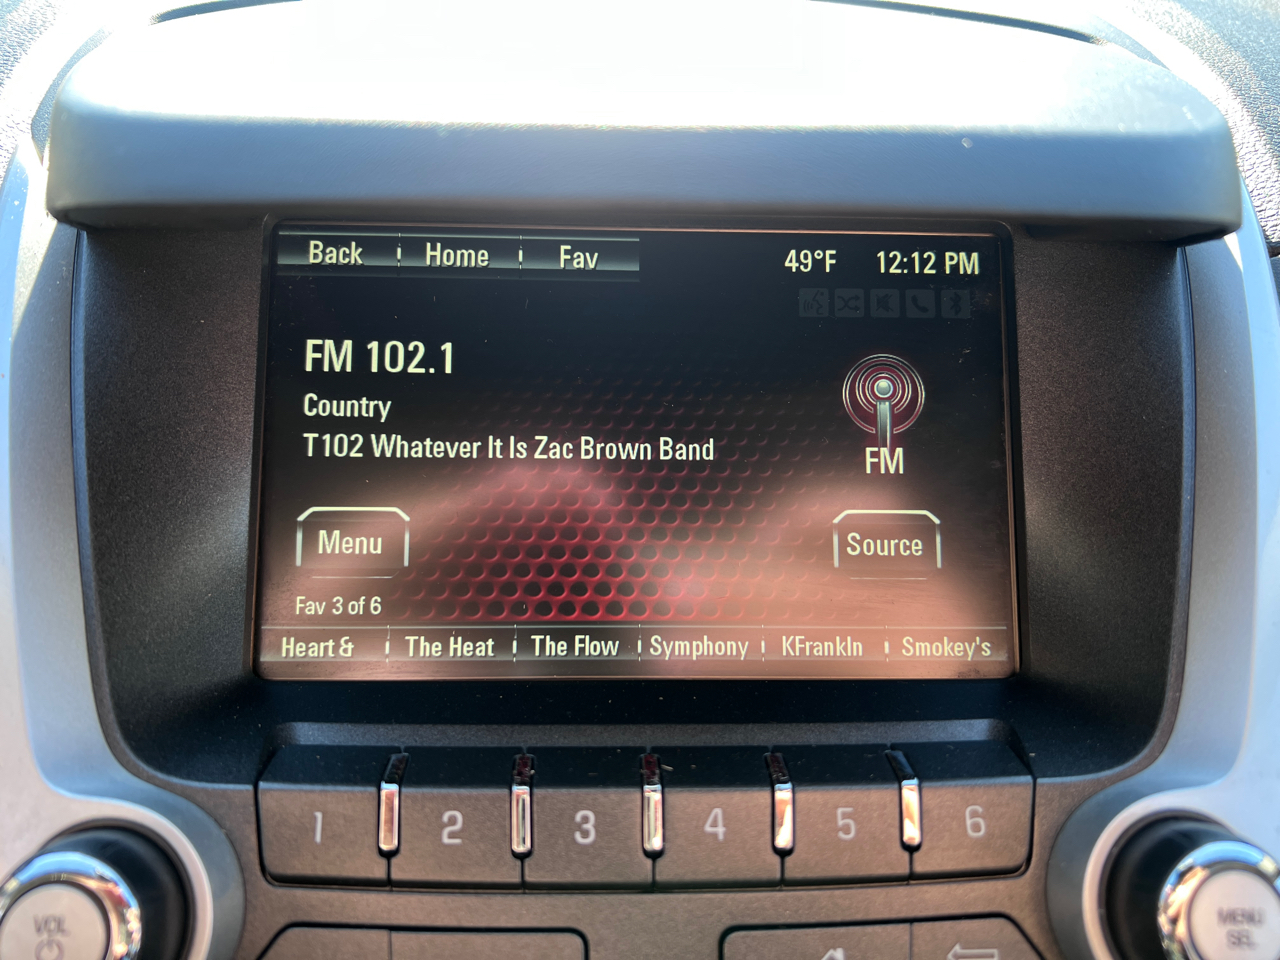 Back Home Fav 49°F 12:12 PM
FM 102.1
Country
T102 Whatever It Is Zac Brown Band
FM
Menu Source
Fav 3 of 6
Heart & The Heat The Flow Symphony KFrankln Smokey's
1 2 3 4 5 6
VOL MENU
SEL